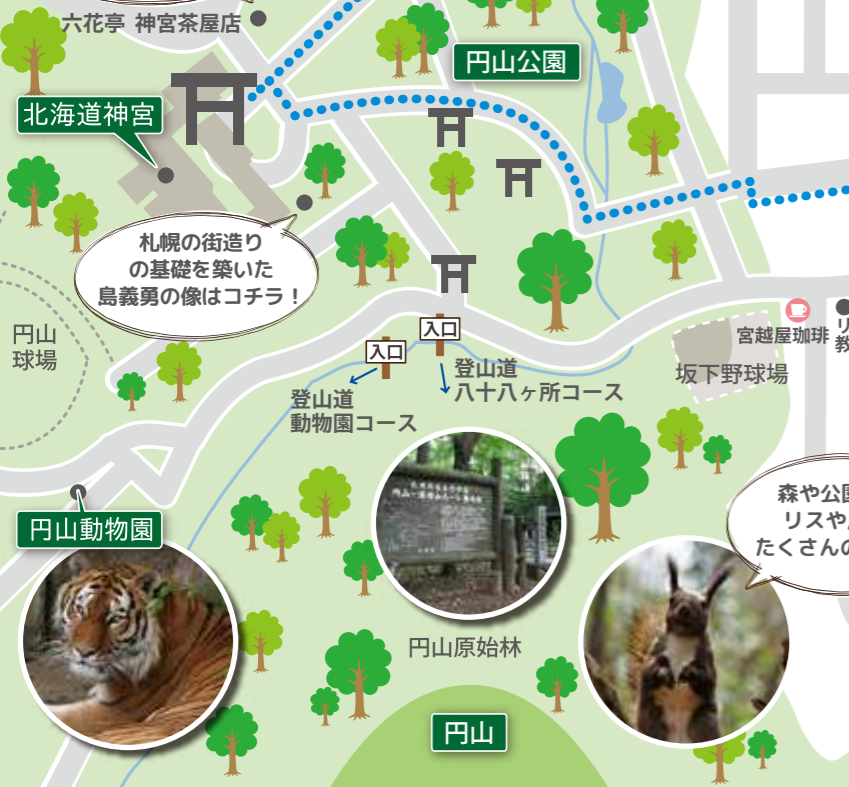 六花亭 神宮茶屋店
円山公園
北海道神宮
札幌の街造り
の基礎を築いた
島義勇の像はコチラ！
円山
球場
入口
入口
登山道
動物園コース
登山道
八十八ヶ所コース
宮越屋珈琲
リ
教
坂下野球場
森や公園
リスや
たくさんの
円山動物園
円山原始林
円山